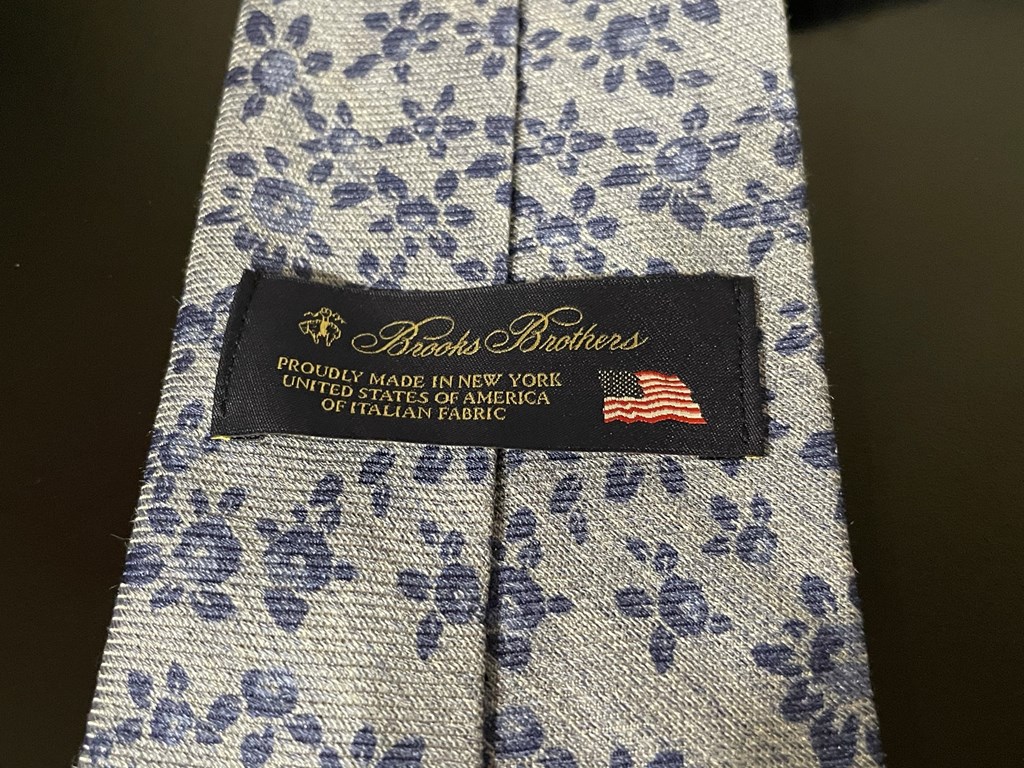 Brooks Brothers
PROUDLY MADE IN NEW YORK
UNITED STATES OF AMERICA
OF ITALIAN FABRIC